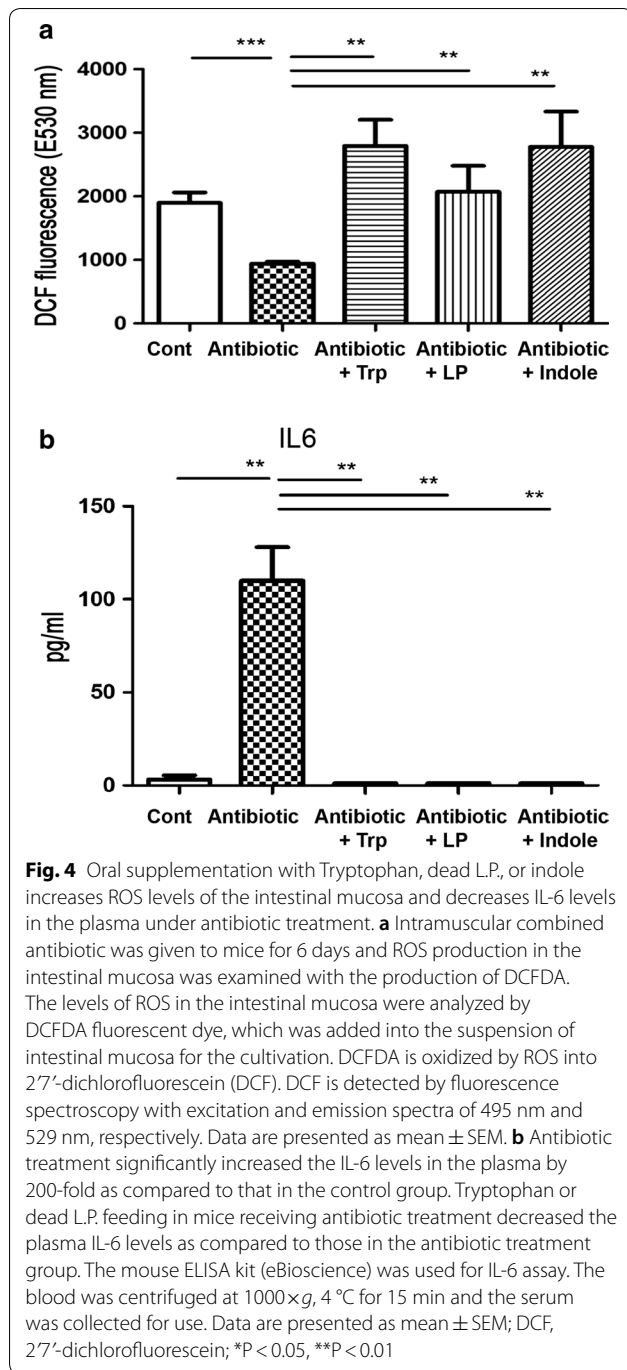 a
***
**
**
**
DCF fluorescence (E530 nm)
4000
3000
2000
1000
0
Cont
Antibiotic
Antibiotic + Trp
Antibiotic + LP
Antibiotic + Indole
b
IL6
**
**
**
**
pg/ml
150
100
50
0
Cont
Antibiotic
Antibiotic + Trp
Antibiotic + LP
Antibiotic + Indole
Fig. 4 Oral supplementation with Tryptophan, dead L.P., or indole
increases ROS levels of the intestinal mucosa and decreases IL-6 levels
in the plasma under antibiotic treatment. a Intramuscular combined
antibiotic was given to mice for 6 days and ROS production in the
intestinal mucosa was examined with the production of DCFDA.
The levels of ROS in the intestinal mucosa were analyzed by
DCFDA fluorescent dye, which was added into the suspension of
intestinal mucosa for the cultivation. DCFDA is oxidized by ROS into
2′7′-dichlorofluorescein (DCF). DCF is detected by fluorescence
spectroscopy with excitation and emission spectra of 495 nm and
529 nm, respectively. Data are presented as mean ± SEM. b Antibiotic
treatment significantly increased the IL-6 levels in the plasma by
200-fold as compared to that in the control group. Tryptophan or
dead L.P. feeding in mice receiving antibiotic treatment decreased the
plasma IL-6 levels as compared to those in the antibiotic treatment
group. The mouse ELISA kit (eBioscience) was used for IL-6 assay. The
blood was centrifuged at 1000×g, 4 °C for 15 min and the serum
was collected for use. Data are presented as mean ± SEM; DCF,
2′7′-dichlorofluorescein; *P < 0.05, **P < 0.01